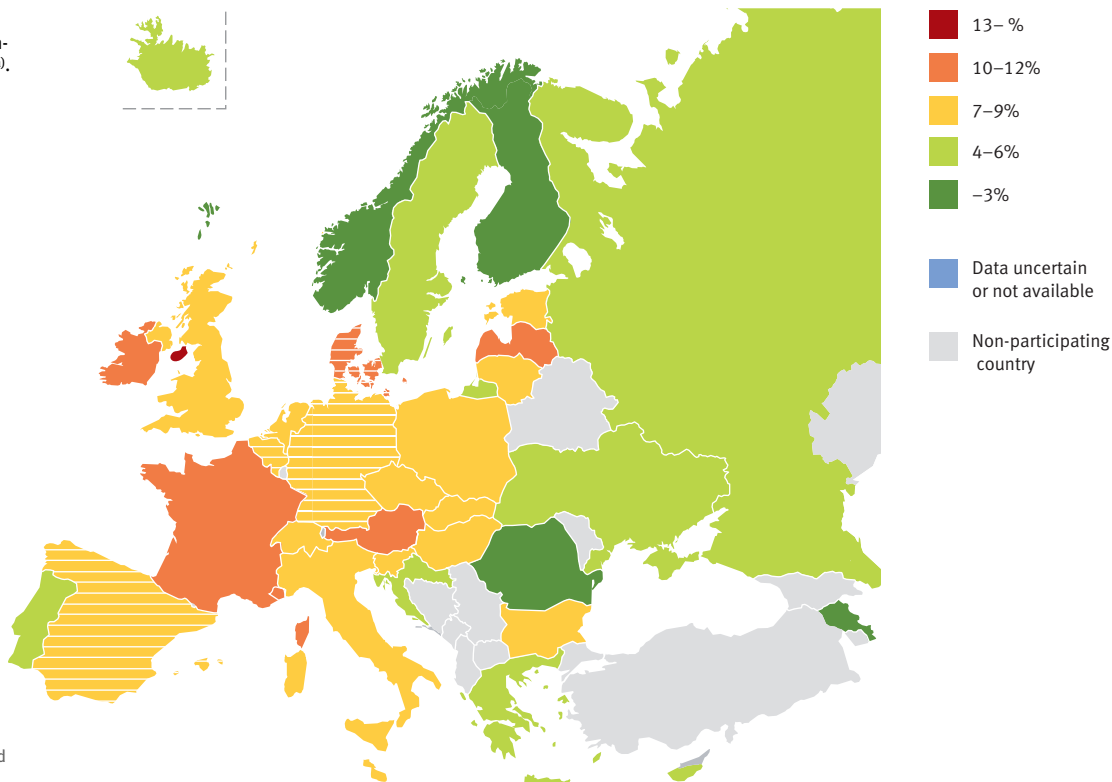 13– %
10–12%
7–9%
4–6%
–3%
Data uncertain
or not available
Non-participating
country